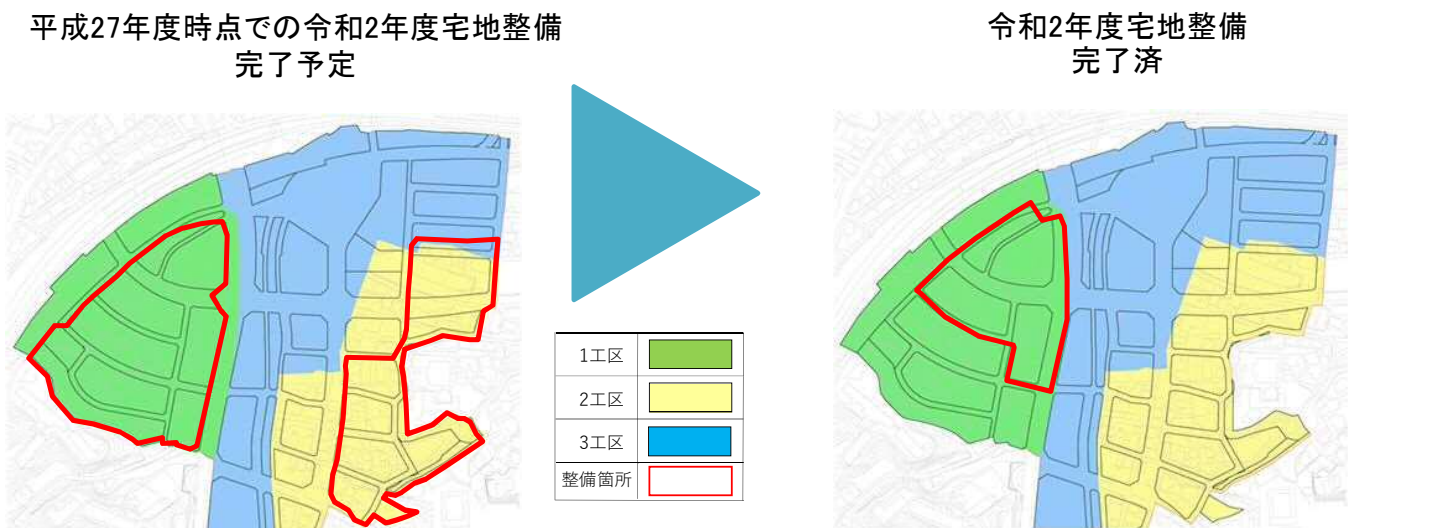 平成27年度時点での令和2年度宅地整備
完了予定
令和2年度宅地整備
完了済
1工区
2工区
3工区
整備箇所